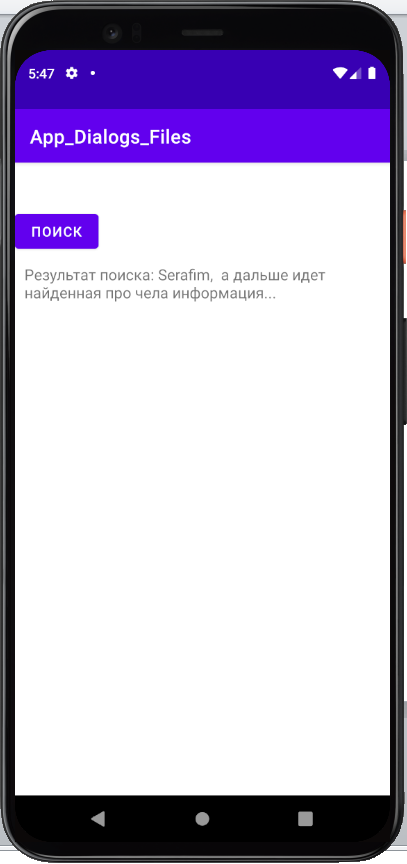 5:47
App_Dialogs_Files
ПОИСК
Результат поиска: Serafim,  а дальше идет
найденная про чела информация...